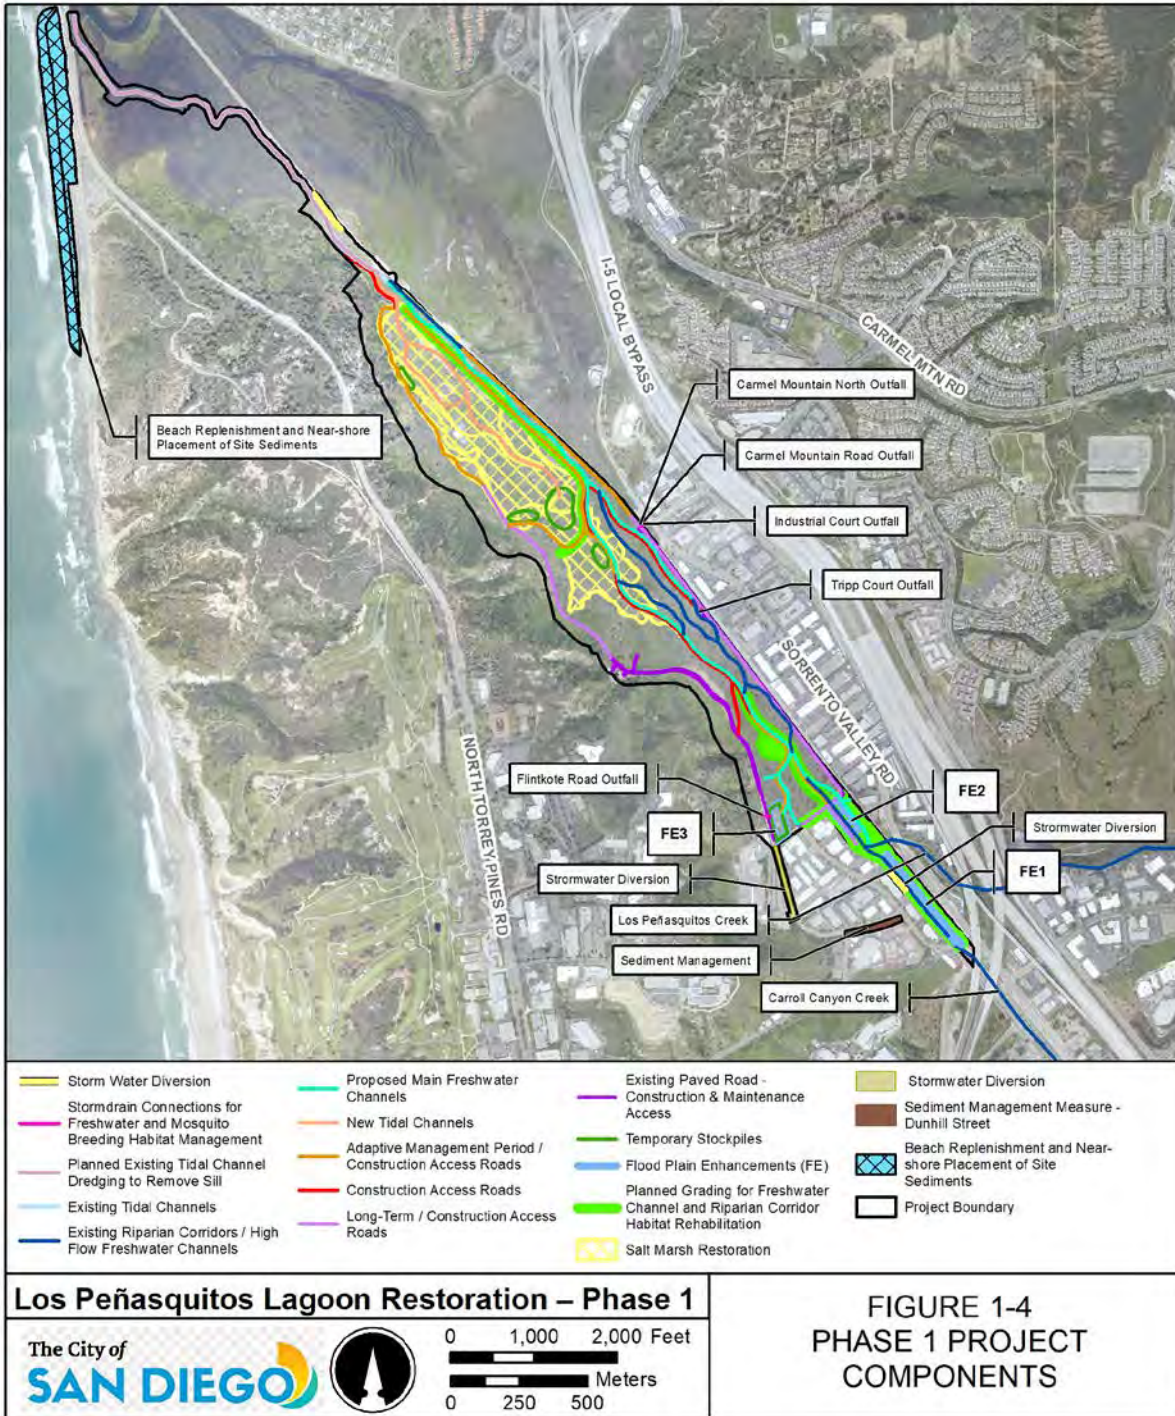 I-5 LOCAL BYPASS
CARMEL MTN RD
Carmel Mountain North Outfall
Beach Replenishment and Near-shore
Placement of Site Sediments
Carmel Mountain Road Outfall
Industrial Court Outfall
Tripp Court Outfall
SORRENTO VALLEY RD
NORTH TORREY PINES RD
Flintkote Road Outfall
FE2
FE3
Strormwater Diversion
Strormwater Diversion
FE1
Los Peñasquitos Creek
Sediment Management
Carroll Canyon Creek
Storm Water Diversion
Stormdrain Connections for
Freshwater and Mosquito
Breeding Habitat Management
Planned Existing Tidal Channel
Dredging to Remove Sill
Existing Tidal Channels
Existing Riparian Corridors / High
Flow Freshwater Channels
Proposed Main Freshwater
Channels
New Tidal Channels
Adaptive Management Period /
Construction Access Roads
Construction Access Roads
Long-Term / Construction Access
Roads
Existing Paved Road -
Construction & Maintenance
Access
Temporary Stockpiles
Flood Plain Enhancements (FE)
Planned Grading for Freshwater
Channel and Riparian Corridor
Habitat Rehabilitation
Salt Marsh Restoration
Stormwater Diversion
Sediment Management Measure -
Dunhill Street
Beach Replenishment and Near-
shore Placement of Site
Sediments
Project Boundary
Los Peñasquitos Lagoon Restoration – Phase 1
The City of
SAN DIEGO
0 1,000 2,000 Feet
Meters
0 250 500
FIGURE 1-4
PHASE 1 PROJECT
COMPONENTS